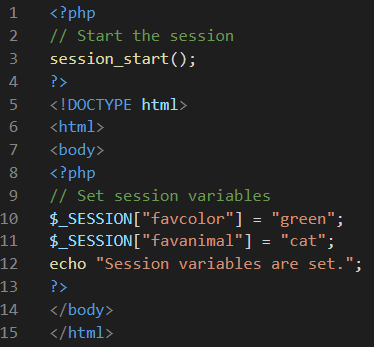 1 <?php
2 // Start the session
3 session_start();
4 ?>
5 <!DOCTYPE html>
6 <html>
7 <body>
8 <?php
9 // Set session variables
10 $_SESSION["favcolor"] = "green";
11 $_SESSION["favanimal"] = "cat";
12 echo "Session variables are set.";
13 ?>
14 </body>
15 </html>